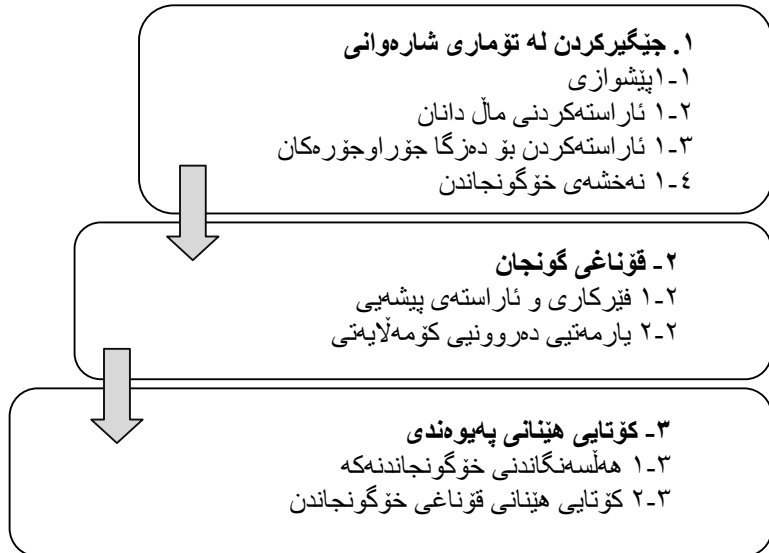 ١. جێگیرکردن لە تۆماری شارەوانی
١-١پێشوازی
١-٢ ئاراستەکردنی ماڵ دانان
١-٣ ئاراستەکردن بۆ دەزگا جۆراوجۆرەکان
١-٤ نەخشەی خۆگونجاندن
٢- قۆناغی گونجان
٢-١ فێرکاری و ئاراستەی پیشەیی
٢-٢ یارمەتیی دەروونیی کۆمەڵایەتی
٣- کۆتایی هێنانی پەیوەندی
٣-١ هەڵسەنگاندنی خۆگونجاندنەکە
٣-٢ کۆتایی هێنانی قۆناغی خۆگونجاندن